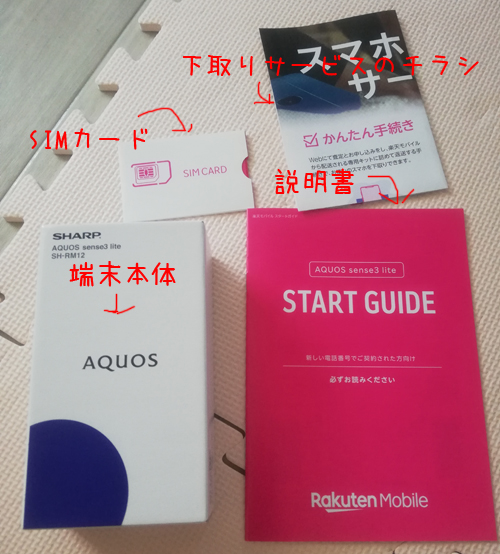 下取りサービスのチラシ
スマホ
サー
かんたん手続き
Webにて査定とお申し込みをし、楽天モバイル
から配送される専用キットに詰めて返送する手
SIMカード
SIM CARD
説明書
SHARP
AQUOS sense3 lite
SH-RM12
端末本体
AQUOS
AQUOS sense3 lite
START GUIDE
新しい電話番号でご契約された方向け
必ずお読みください
Rakuten Mobile